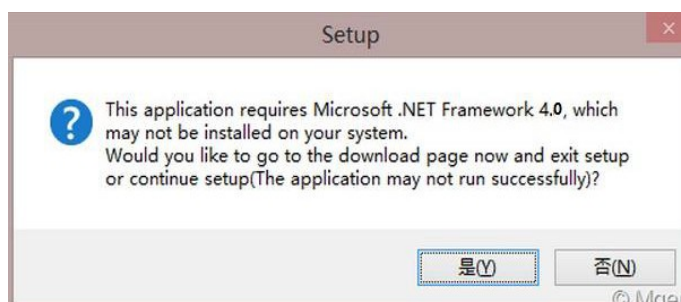 Setup
This application requires Microsoft .NET Framework 4.0, which
may not be installed on your system.
Would you like to go to the download page now and exit setup
or continue setup(The application may not run successfully)?
是(Y)
否(N)